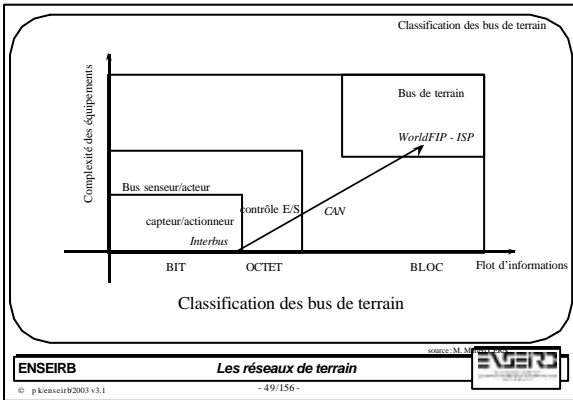 Classification des bus de terrain
Complexité des équipements
Bus de terrain
WorldFIP - ISP
Bus senseur/acteur
contrôle E/S
CAN
capteur/actionneur
Interbus
BIT
OCTET
BLOC
Flot d'informations
Classification des bus de terrain
source: M.
ENSEIRB
Les réseaux de terrain
ENSEIRB
© pk/enseirb/2003 v3.1
- 49/156 -